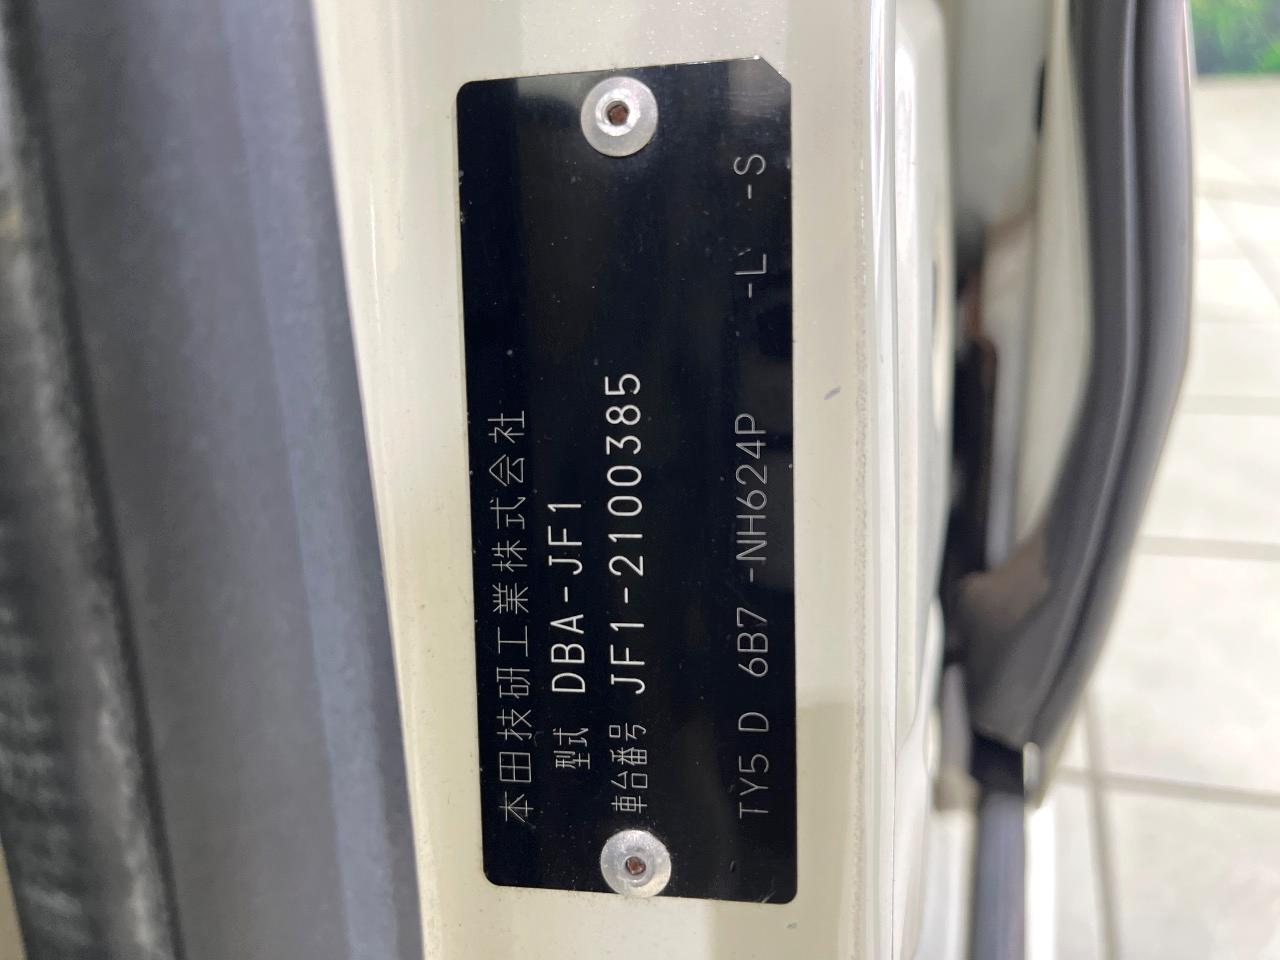 本田技研工業株式会社
型式 DBA-JF1
車台番号 JF1-2100385
TY5 D 6B7 -NH624P -L -S